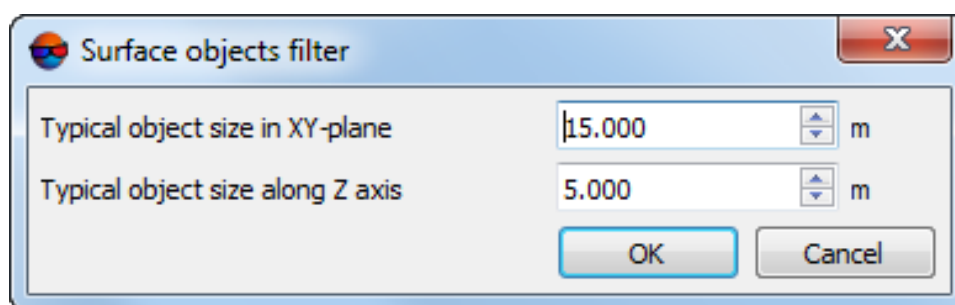 Surface objects filter
Typical object size in XY-plane 15.000 m
Typical object size along Z axis 5.000 m
OK Cancel